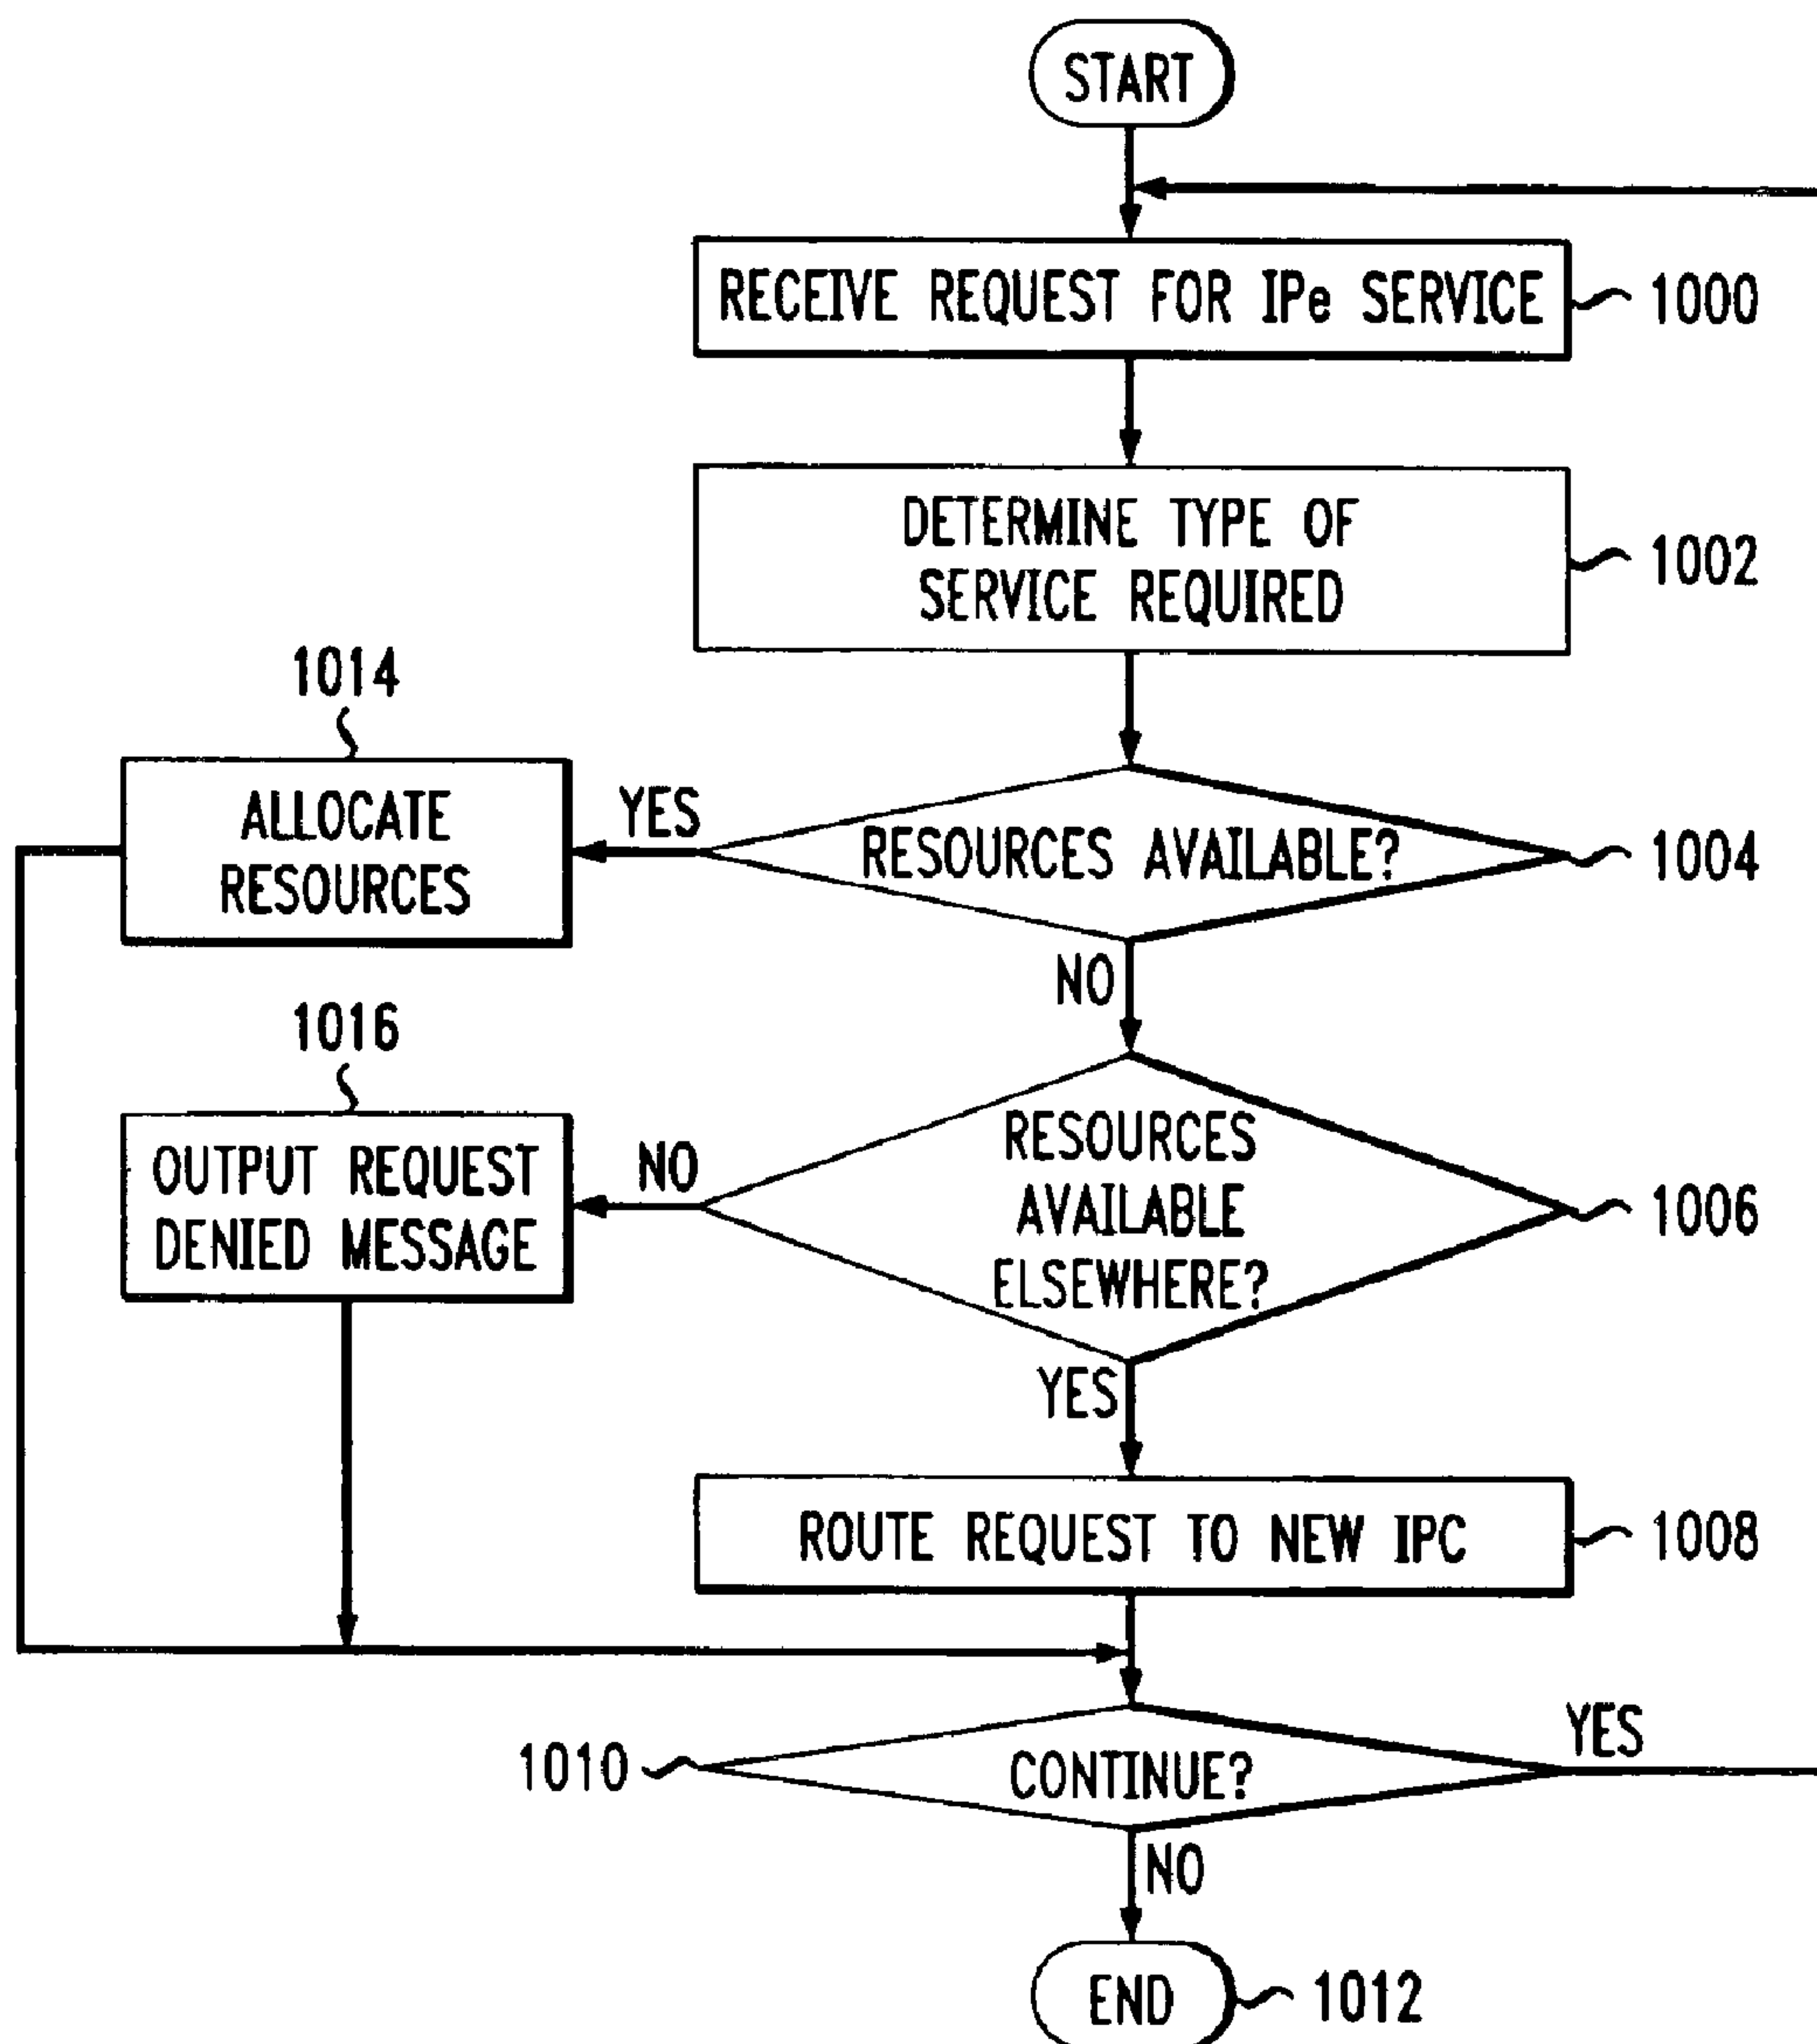 START
RECEIVE REQUEST FOR IPe SERVICE
1000
DETERMINE TYPE OF
SERVICE REQUIRED
1002
1014
ALLOCATE
RESOURCES
YES
RESOURCES AVAILABLE?
1004
NO
1016
OUTPUT REQUEST
DENIED MESSAGE
NO
RESOURCES
AVAILABLE
ELSEWHERE?
1006
YES
ROUTE REQUEST TO NEW IPC
1008
1010
CONTINUE?
YES
NO
END
1012